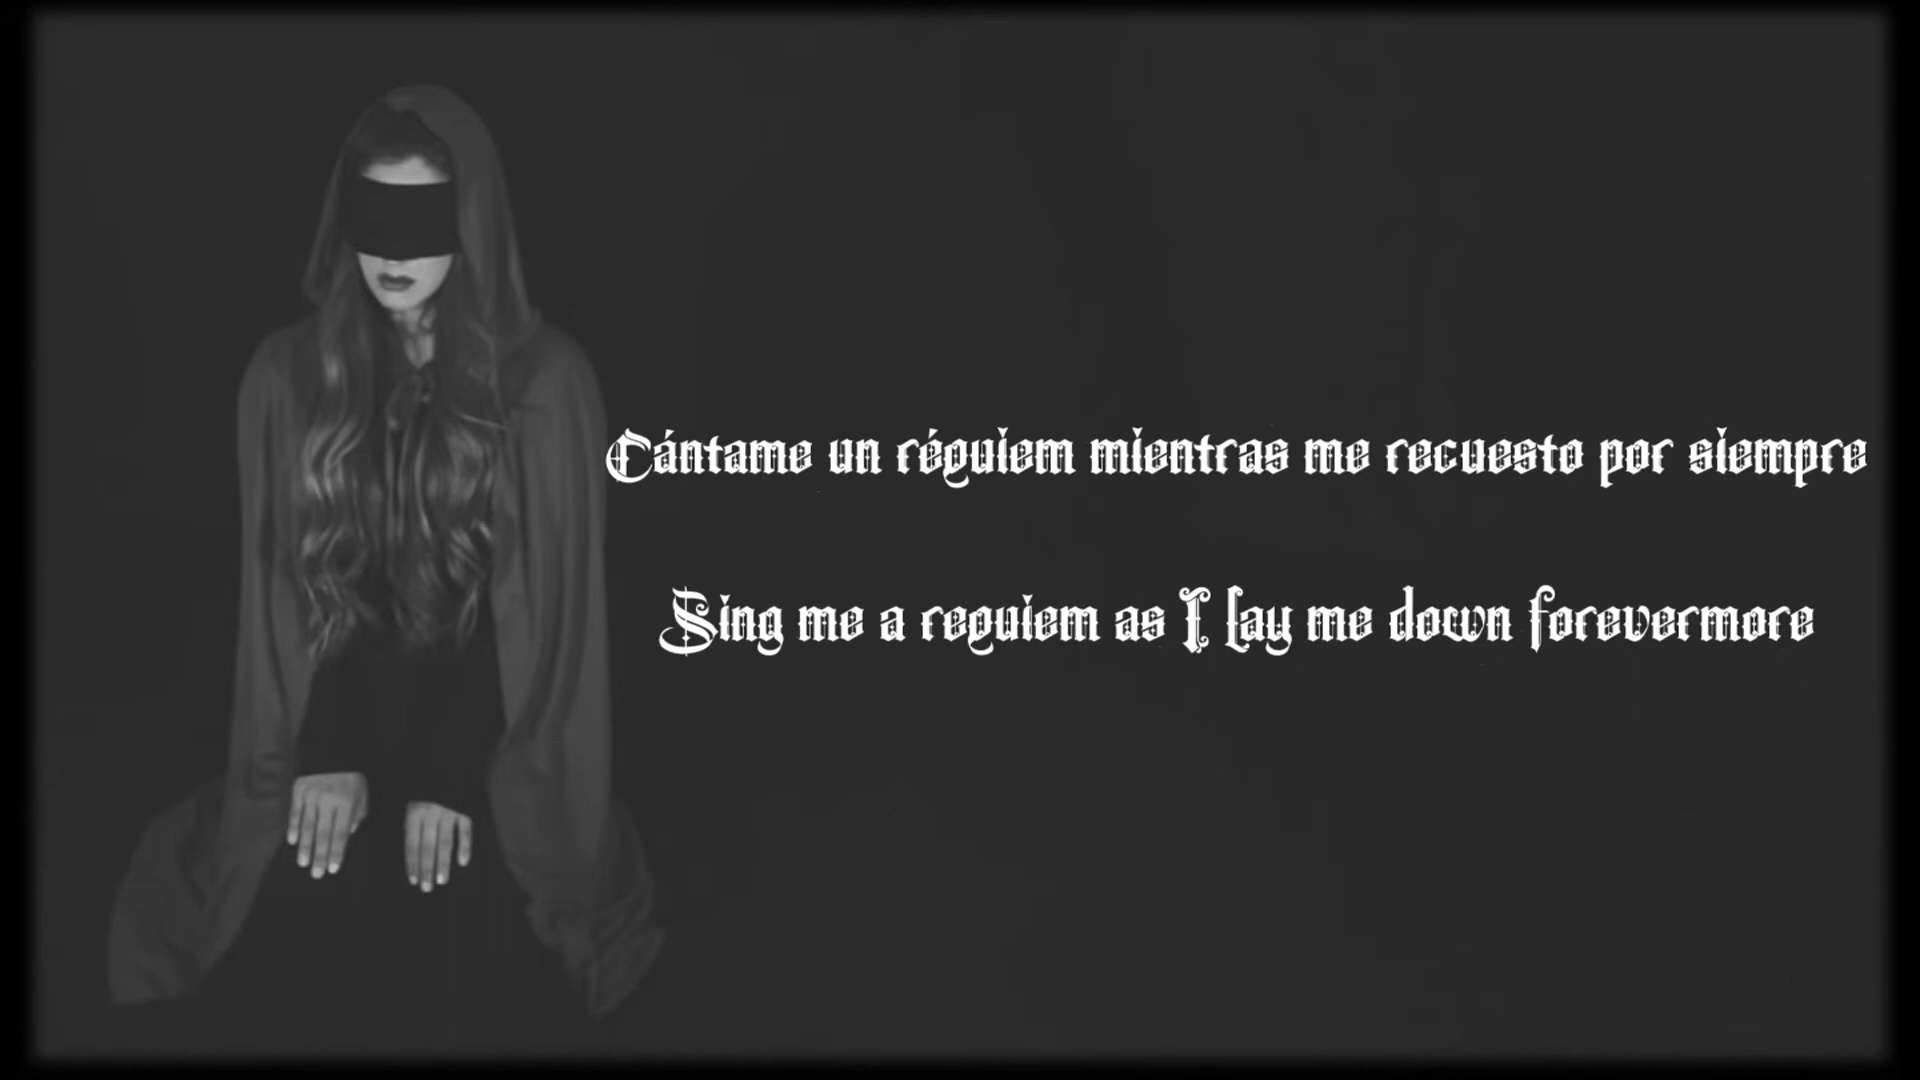 Cántame un réquiem mientras me recuesto por siempre
Sing me a requiem as I lay me down forevermore